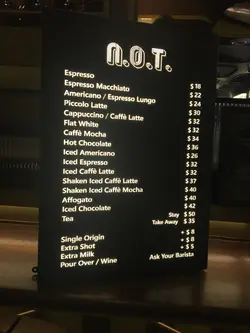 N.O.T.
Espresso $ 18
Espresso Macchiato $ 22
Americano / Espresso Lungo $ 24
Piccolo Latte $ 30
Cappuccino / Caffè Latte $ 32
Flat White $ 32
Caffè Mocha $ 34
Hot Chocolate $ 36
Iced Americano $ 26
Iced Espresso $ 32
Iced Caffè Latte $ 32
Shaken Iced Caffè Latte $ 37
Shaken Iced Caffè Mocha $ 40
Affogato $ 40
Iced Chocolate $ 42
Tea Stay $ 50
Take Away $ 35
Single Origin + $ 8
Extra Shot + $ 8
Extra Milk + $ 5
Pour Over / Wine Ask Your Barista